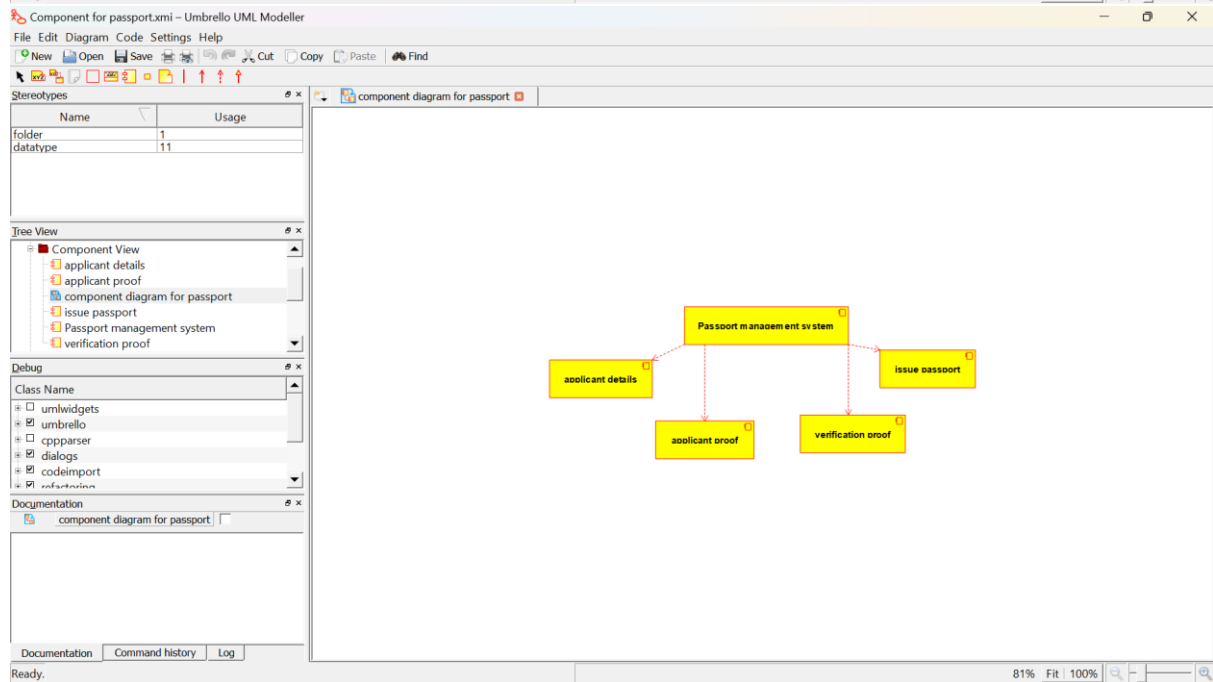 Component for passport.xmi – Umbrello UML Modeller
File Edit Diagram Code Settings Help
New Open Save Cut Copy Paste Find
Stereotypes
Name Usage
folder 1
datatype 11
Tree View
Component View
applicant details
applicant proof
component diagram for passport
issue passport
Passport management system
verification proof
Debug
Class Name
umlwidgets
umbrello
cppparser
dialogs
codeimport
refactoring
Documentation
component diagram for passport
Documentation Command history Log
Ready.
component diagram for passport
Passport management system
issue passport
applicant details
verification proof
applicant proof
81% Fit 100%